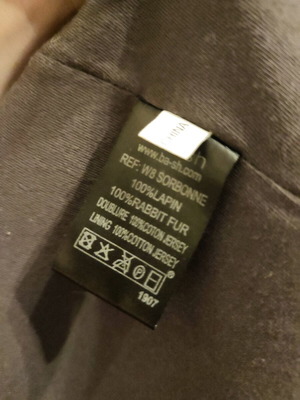 www.ba-sh.com
REF: W8 SORBONNE
100%LAPIN
100%RABBIT FUR
DOUBLURE 100%COTON JERSEY
LINING 100%COTTON JERSEY
1907